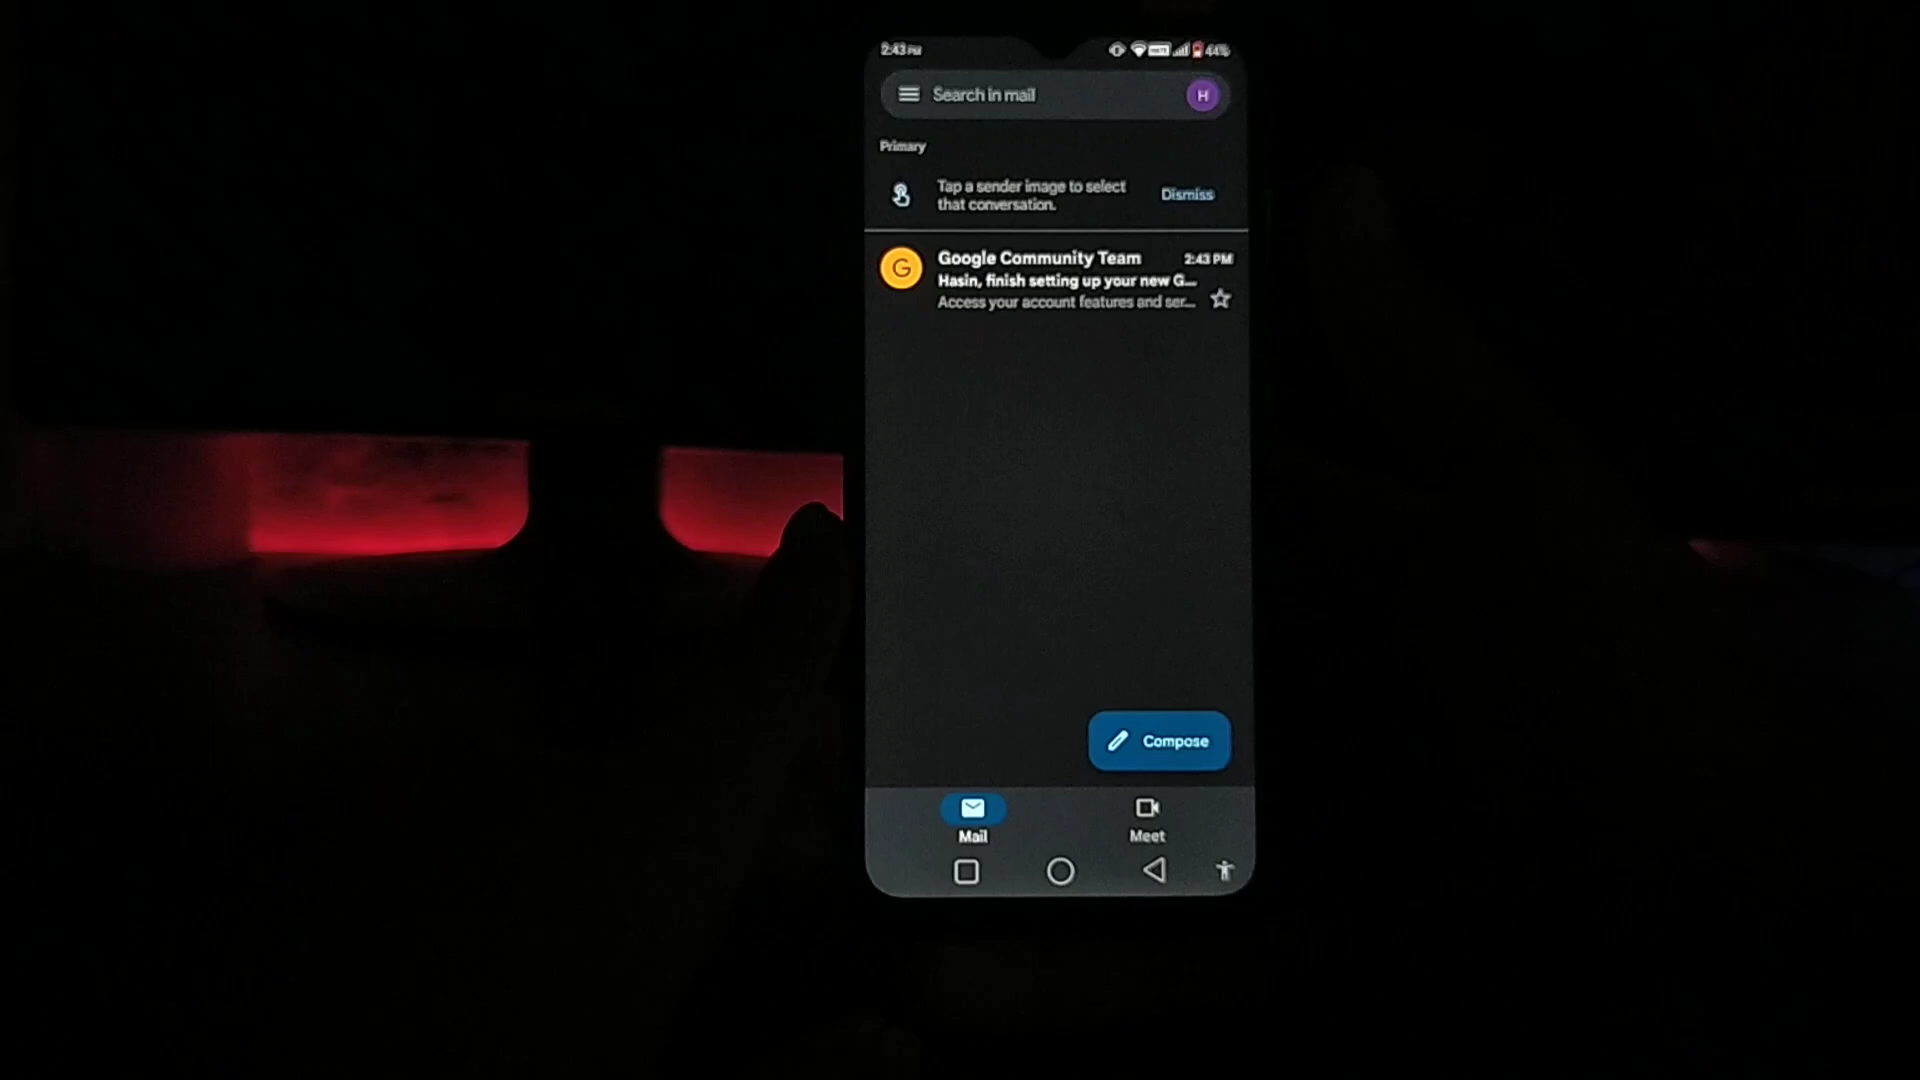 2:43 PM
44%
Search in mail
H
Primary
Tap a sender image to select
that conversation.
Dismiss
G
Google Community Team
2:43 PM
Hasin, finish setting up your new G...
Access your account features and ser...
Compose
Mail
Meet